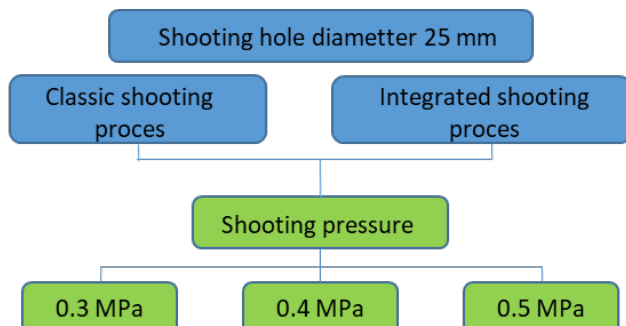 Shooting hole diametter 25 mm
Classic shooting
proces
Integrated shooting
proces
Shooting pressure
0.3 MPa
0.4 MPa
0.5 MPa